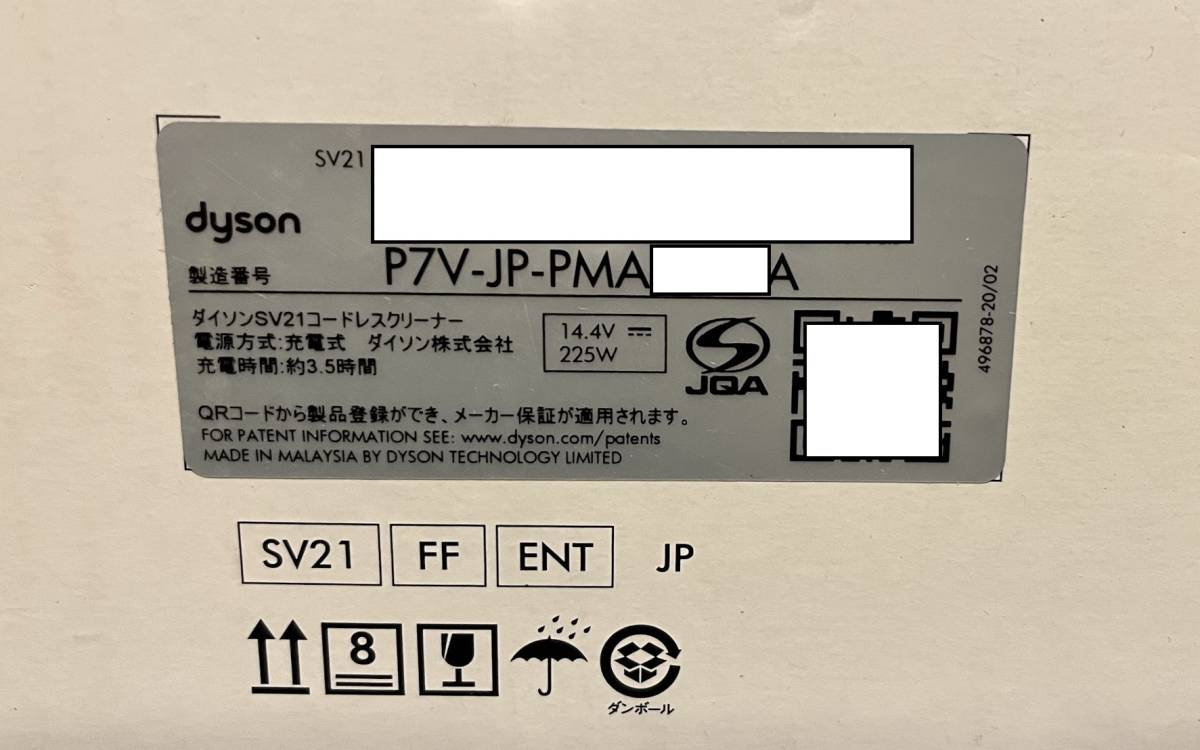 SV21
dyson
製造番号 P7V-JP-PMA A
ダイソンSV21コードレスクリーナー
電源方式:充電式 ダイソン株式会社
充電時間:約3.5時間
14.4V
225W
JQA
496878-20/02
QRコードから製品登録ができ、メーカー保証が適用されます。
FOR PATENT INFORMATION SEE: www.dyson.com/patents
MADE IN MALAYSIA BY DYSON TECHNOLOGY LIMITED
SV21 FF ENT JP
8
ダンボール